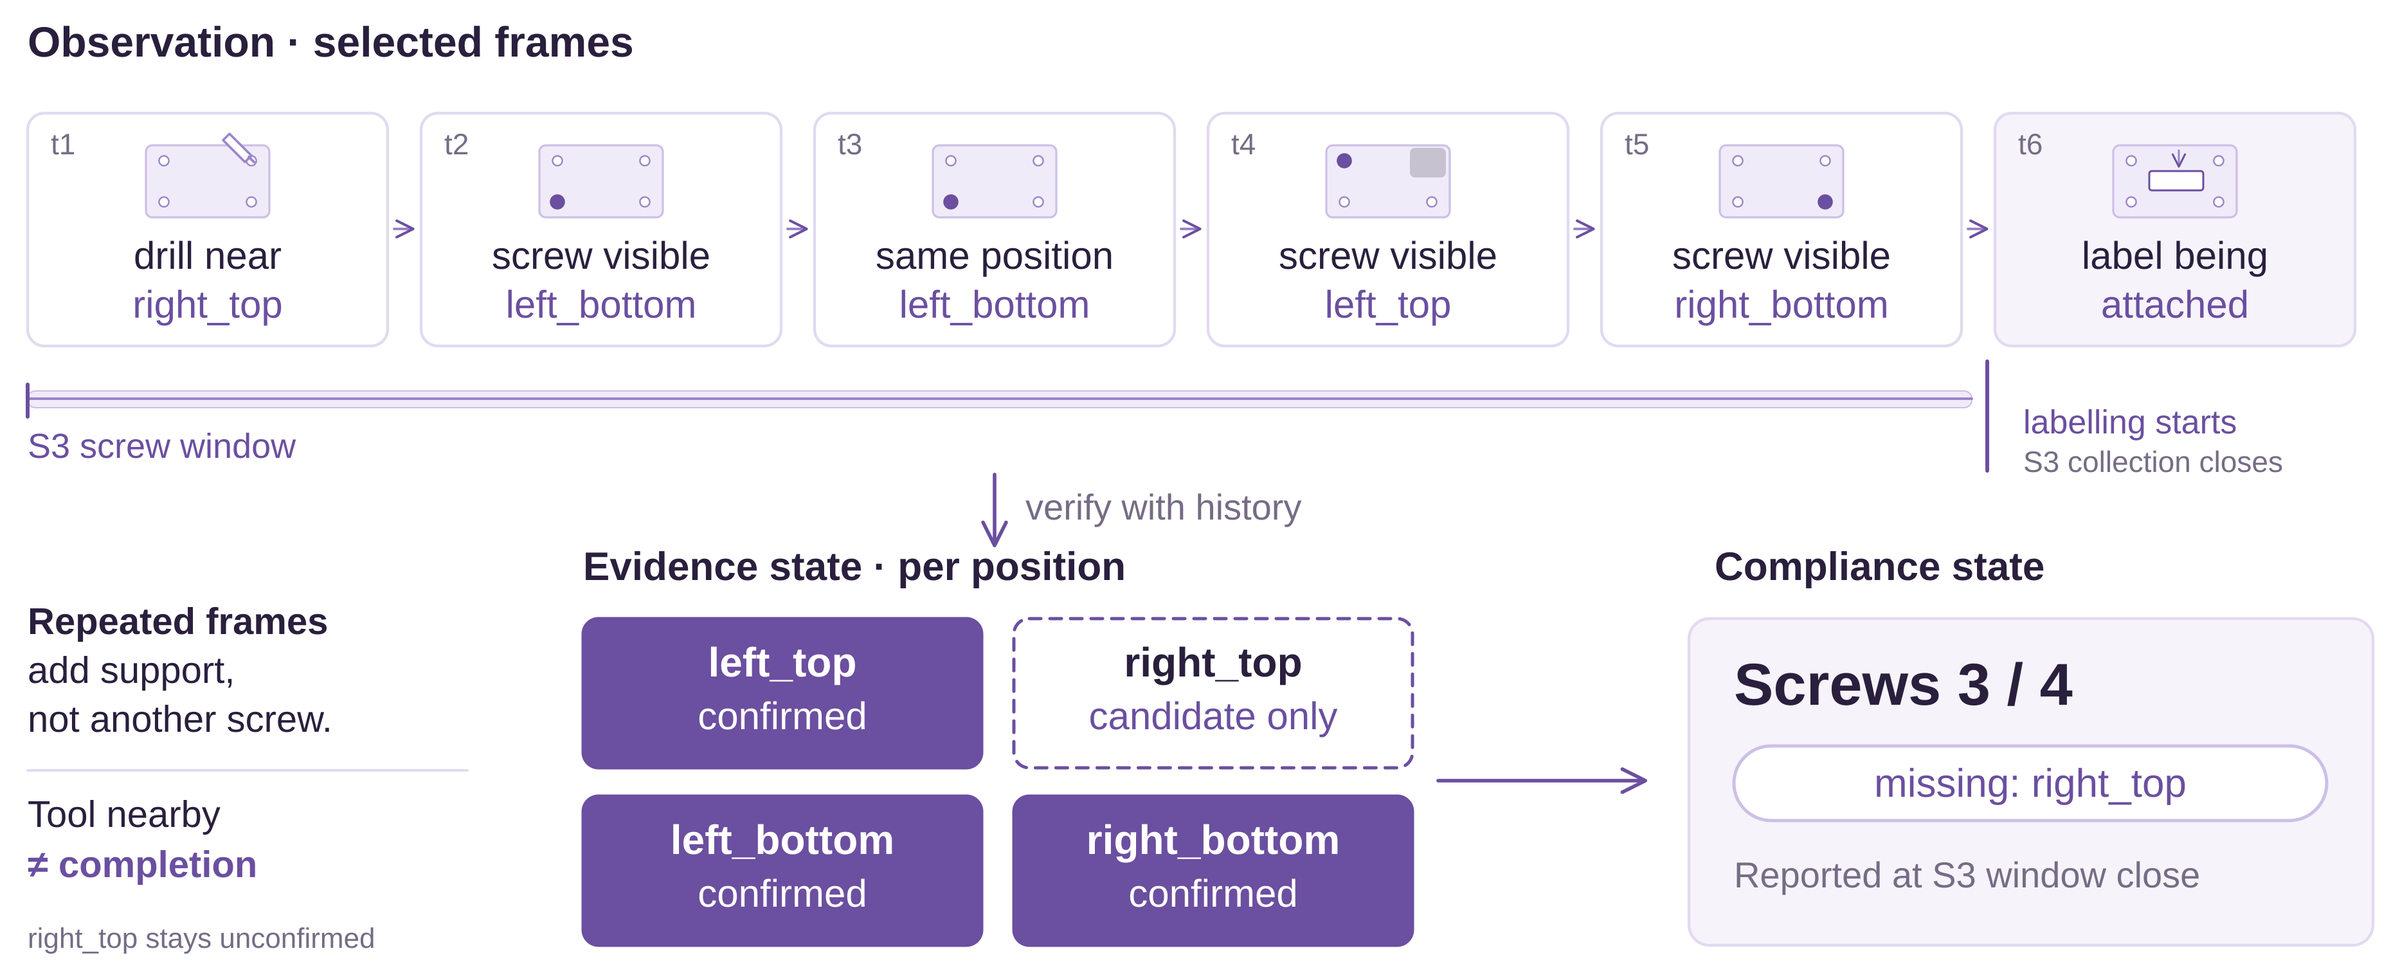 Observation · selected frames
t1
drill near
right_top
t2
screw visible
left_bottom
t3
same position
left_bottom
t4
screw visible
left_top
t5
screw visible
right_bottom
t6
label being
attached
S3 screw window
labelling starts
S3 collection closes
verify with history
Repeated frames
add support,
not another screw.
Tool nearby
≠ completion
right_top stays unconfirmed
Evidence state · per position
left_top
confirmed
right_top
candidate only
left_bottom
confirmed
right_bottom
confirmed
Compliance state
Screws 3 / 4
missing: right_top
Reported at S3 window close